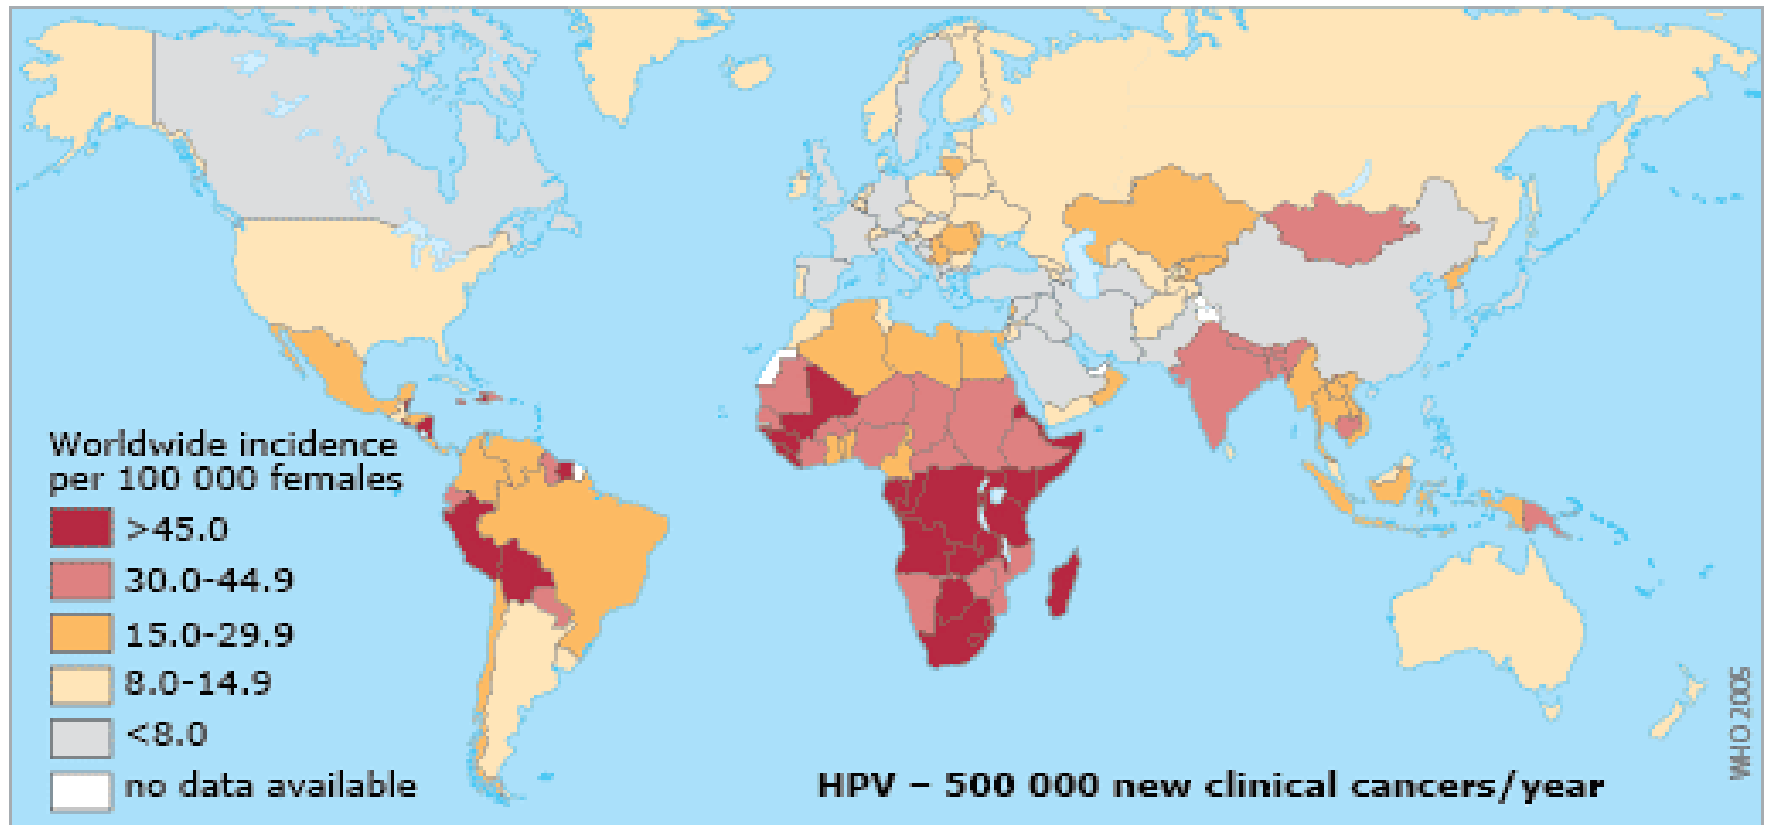 Worldwide incidence
per 100 000 females
>45.0
30.0-44.9
15.0-29.9
8.0-14.9
<8.0
no data available
HPV – 500 000 new clinical cancers/year
WHO 2005